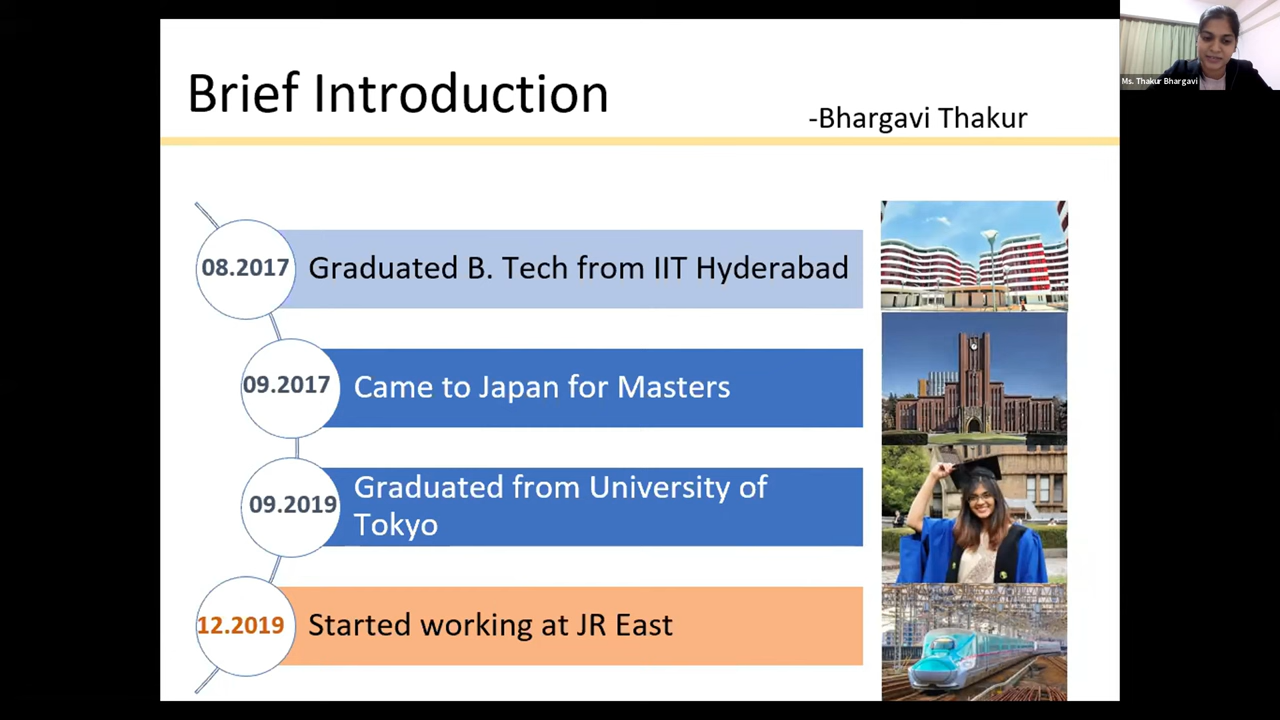 Brief Introduction
-Bhargavi Thakur
Ms. Thakur Bhargavi
08.2017
Graduated B. Tech from IIT Hyderabad
09.2017
Came to Japan for Masters
09.2019
Graduated from University of
Tokyo
12.2019
Started working at JR East